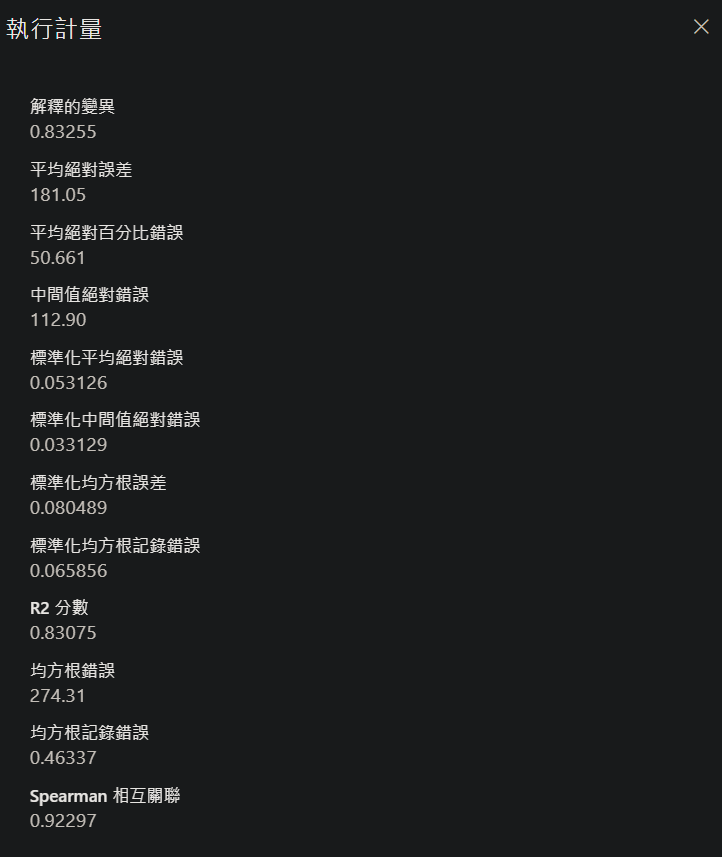 執行計量
解釋的變異
0.83255
平均絕對誤差
181.05
平均絕對百分比錯誤
50.661
中間值絕對錯誤
112.90
標準化平均絕對錯誤
0.053126
標準化中間值絕對錯誤
0.033129
標準化均方根誤差
0.080489
標準化均方根記錄錯誤
0.065856
R2 分數
0.83075
均方根錯誤
274.31
均方根記錄錯誤
0.46337
Spearman 相互關聯
0.92297